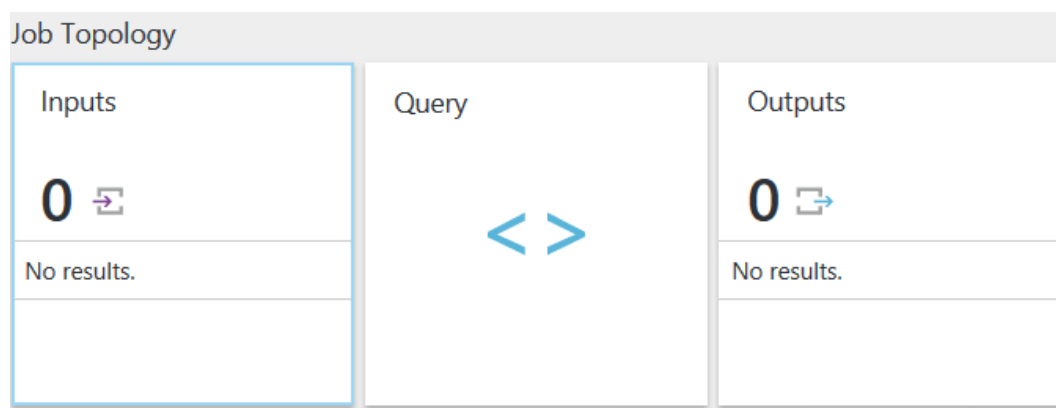 Job Topology
Inputs
0
No results.
Query
< >
Outputs
0
No results.